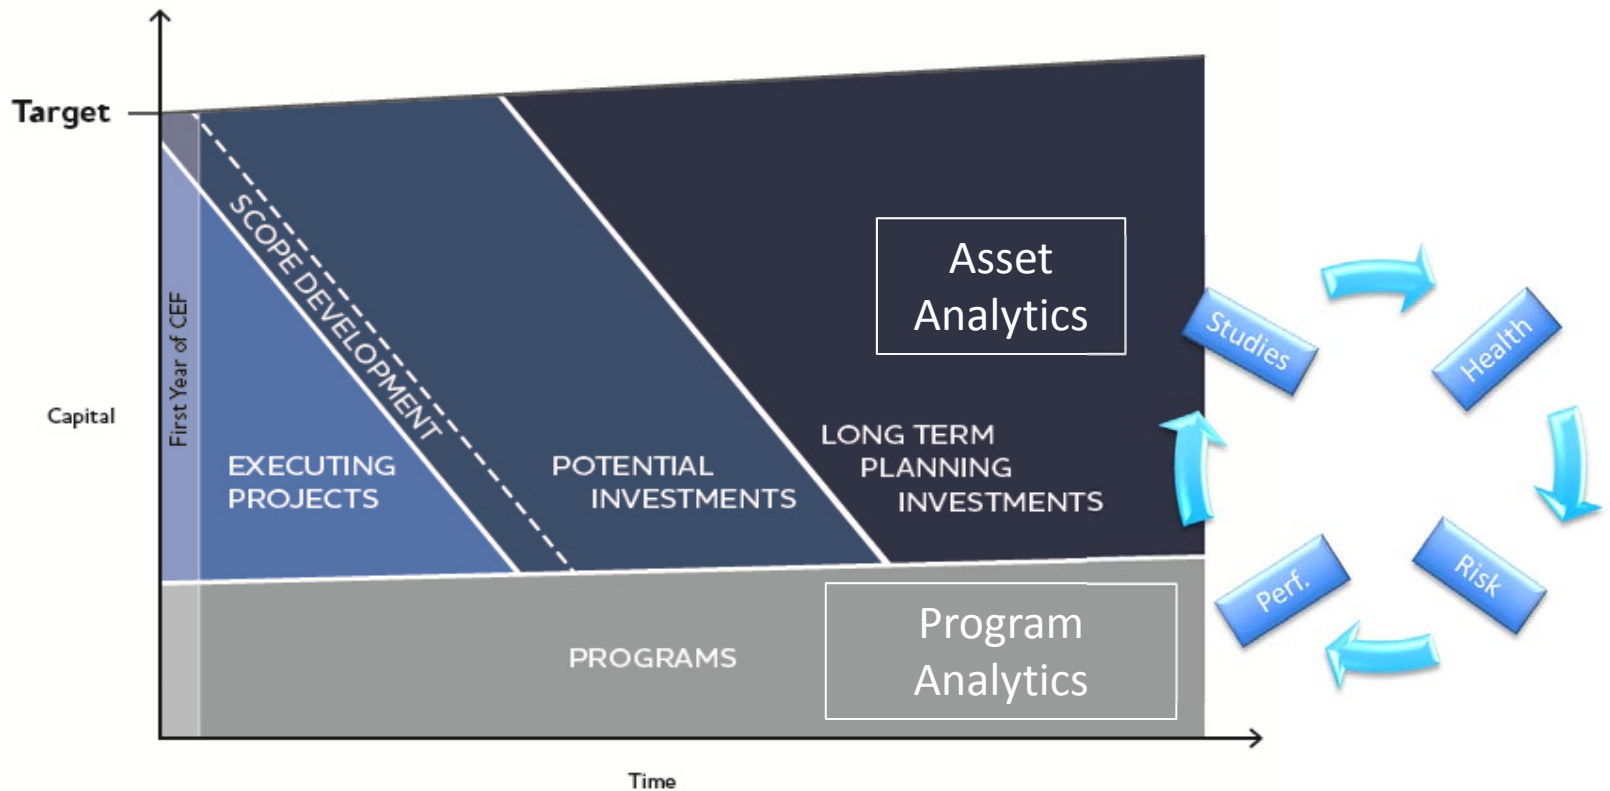 Target
Capital
First Year of CEF
SCOPE DEVELOPMENT
EXECUTING
PROJECTS
POTENTIAL
INVESTMENTS
LONG TERM
PLANNING
INVESTMENTS
Asset
Analytics
PROGRAMS
Program
Analytics
Time
Studies
Health
Risk
Perf.